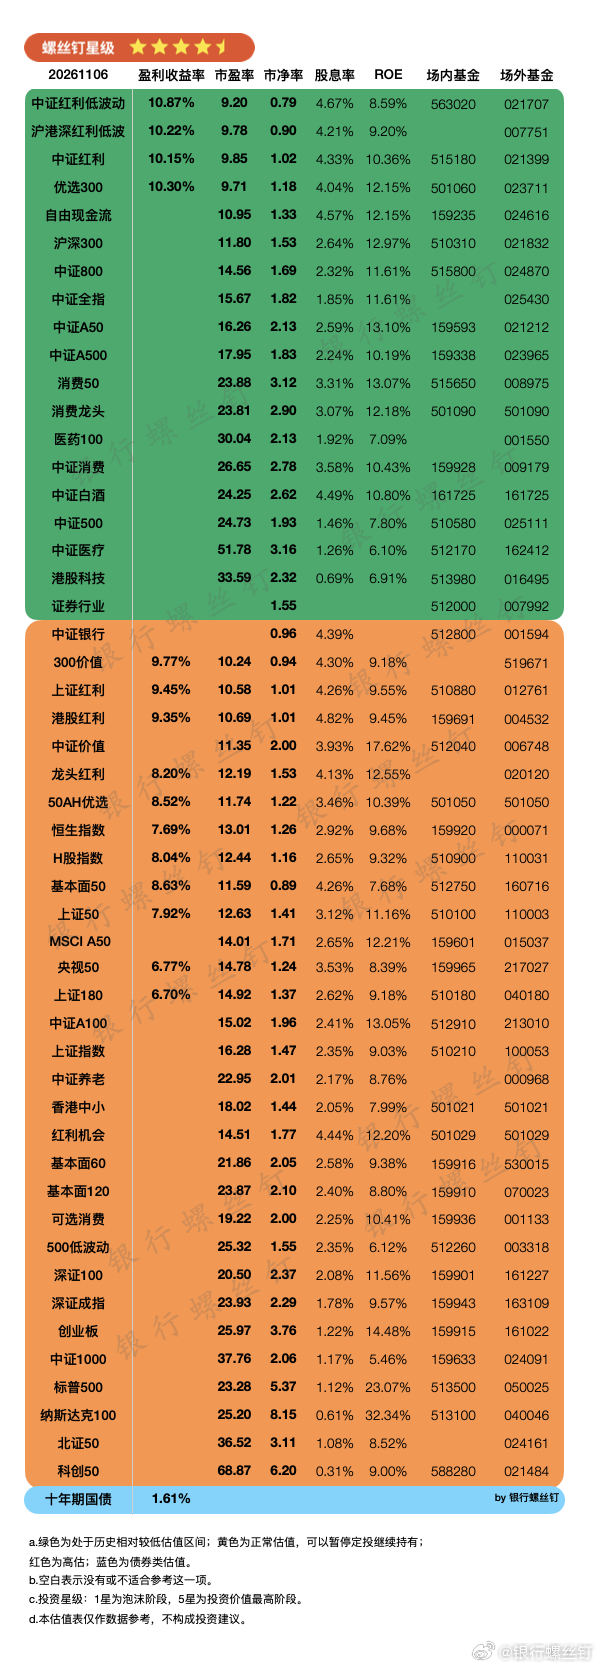 螺丝钉星级
20261106 盈利收益率 市盈率 市净率 股息率 ROE 场内基金 场外基金
中证红利低波动 10.87% 9.20 0.79 4.67% 8.59% 563020 021707
沪港深红利低波 10.22% 9.78 0.90 4.21% 9.20% 007751
中证红利 10.15% 9.85 1.02 4.33% 10.36% 515180 021399
优选300 10.30% 9.71 1.18 4.04% 12.15% 501060 023711
自由现金流 10.95 1.33 4.57% 12.15% 159235 024616
沪深300 11.80 1.53 2.64% 12.97% 510310 021832
中证800 14.56 1.69 2.32% 11.61% 515800 024870
中证全指 15.67 1.82 1.85% 11.61% 025430
中证A50 16.26 2.13 2.59% 13.10% 159593 021212
中证A500 17.95 1.83 2.24% 10.19% 159338 023965
消费50 23.88 3.12 3.31% 13.07% 515650 008975
消费龙头 23.81 2.90 3.07% 12.18% 501090 501090
医药100 30.04 2.13 1.92% 7.09% 001550
中证消费 26.65 2.78 3.58% 10.43% 159928 009179
中证白酒 24.25 2.62 4.49% 10.80% 161725 161725
中证500 24.73 1.93 1.46% 7.80% 510580 025111
中证医疗 51.78 3.16 1.26% 6.10% 512170 162412
港股科技 33.59 2.32 0.69% 6.91% 513980 016495
证券行业 1.55 512000 007992
中证银行 0.96 4.39% 512800 001594
300价值 9.77% 10.24 0.94 4.30% 9.18% 519671
上证红利 9.45% 10.58 1.01 4.26% 9.55% 510880 012761
港股红利 9.35% 10.69 1.01 4.82% 9.45% 159691 004532
中证价值 11.35 2.00 3.93% 17.62% 512040 006748
龙头红利 8.20% 12.19 1.53 4.13% 12.55% 020120
50AH优选 8.52% 11.74 1.22 3.46% 10.39% 501050 501050
恒生指数 7.69% 13.01 1.26 2.92% 9.68% 159920 000071
H股指数 8.04% 12.44 1.16 2.65% 9.32% 510900 110031
基本面50 8.63% 11.59 0.89 4.26% 7.68% 512750 160716
上证50 7.92% 12.63 1.41 3.12% 11.16% 510100 110003
MSCI A50 14.01 1.71 2.65% 12.21% 159601 015037
央视50 6.77% 14.78 1.24 3.53% 8.39% 159965 217027
上证180 6.70% 14.92 1.37 2.62% 9.18% 510180 040180
中证A100 15.02 1.96 2.41% 13.05% 512910 213010
上证指数 16.28 1.47 2.35% 9.03% 510210 100053
中证养老 22.95 2.01 2.17% 8.76% 000968
香港中小 18.02 1.44 2.05% 7.99% 501021 501021
红利机会 14.51 1.77 4.44% 12.20% 501029 501029
基本面60 21.86 2.05 2.58% 9.38% 159916 530015
基本面120 23.87 2.10 2.40% 8.80% 159910 070023
可选消费 19.22 2.00 2.25% 10.41% 159936 001133
500低波动 25.32 1.55 2.35% 6.12% 512260 003318
深证100 20.50 2.37 2.08% 11.56% 159901 161227
深证成指 23.93 2.29 1.78% 9.57% 159943 163109
创业板 25.97 3.76 1.22% 14.48% 159915 161022
中证1000 37.76 2.06 1.17% 5.46% 159633 024091
标普500 23.28 5.37 1.12% 23.07% 513500 050025
纳斯达克100 25.20 8.15 0.61% 32.34% 513100 040046
北证50 36.52 3.11 1.08% 8.52% 024161
科创50 68.87 6.20 0.31% 9.00% 588280 021484
十年期国债 1.61% by 银行螺丝钉
a.绿色为处于历史相对较低估值区间；黄色为正常估值，可以暂停定投继续持有；
红色为高估；蓝色为债券类估值。
b.空白表示没有或不适合参考这一项。
c.投资星级：1星为泡沫阶段，5星为投资价值最高阶段。
d.本估值表仅作数据参考，不构成投资建议。
@银行螺丝钉